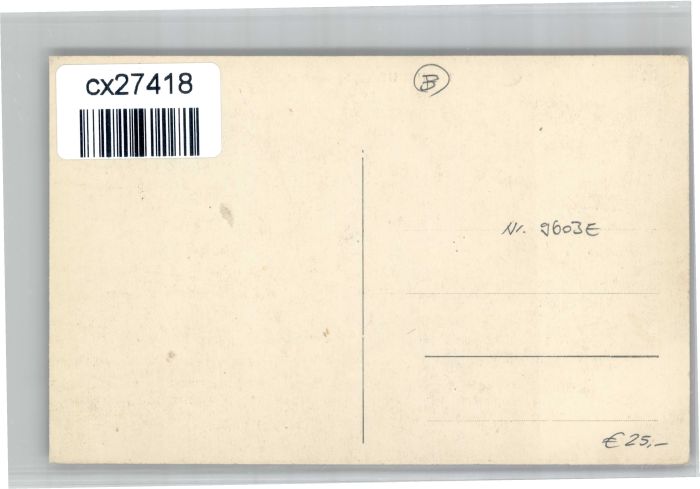 cx27418
B
Nr. 9603E
€ 25,-